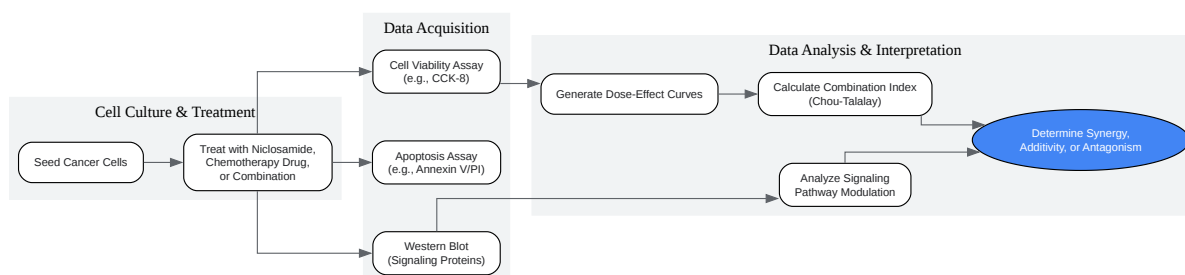 Cell Culture & Treatment
Seed Cancer Cells
Treat with Niclosamide,
Chemotherapy Drug,
or Combination
Data Acquisition
Cell Viability Assay
(e.g., CCK-8)
Apoptosis Assay
(e.g., Annexin V/PI)
Western Blot
(Signaling Proteins)
Data Analysis & Interpretation
Generate Dose-Effect Curves
Calculate Combination Index
(Chou-Talalay)
Analyze Signaling
Pathway Modulation
Determine Synergy,
Additivity, or Antagonism